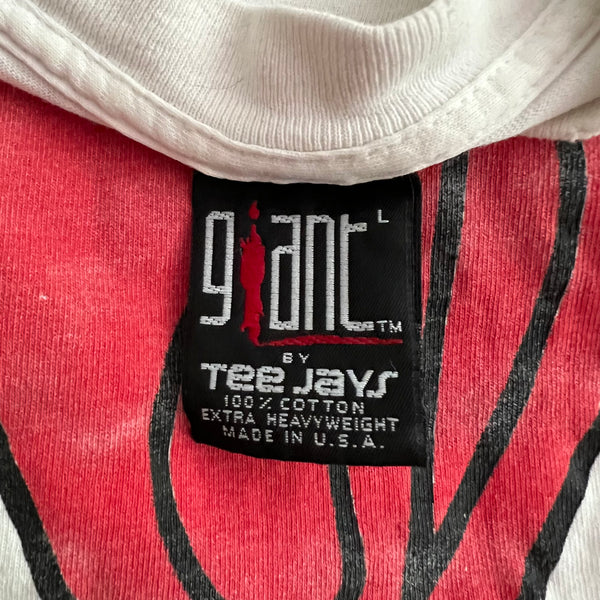 giant L
TM
BY
Tee Jays
100% COTTON
EXTRA HEAVYWEIGHT
MADE IN U.S.A.